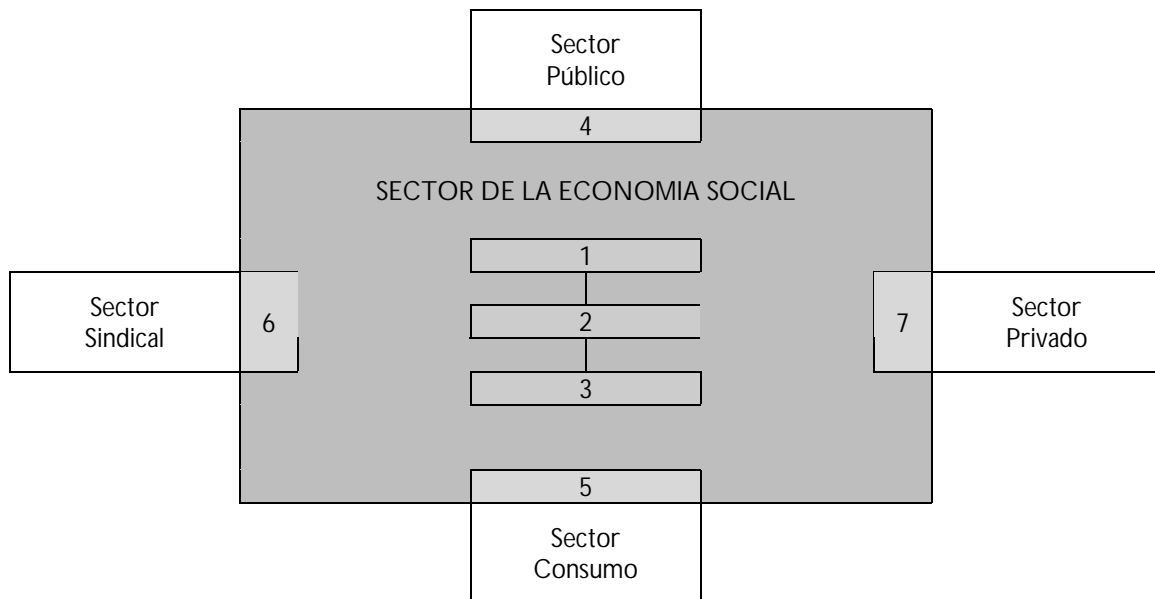 Sector
Público
4
SECTOR DE LA ECONOMIA SOCIAL
1
2
3
Sector
Sindical
6
7
Sector
Privado
5
Sector
Consumo